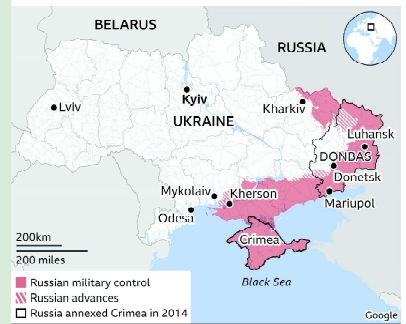 BELARUS
RUSSIA
Kyiv
Lviv
Kharkiv
UKRAINE
Luhansk
DONBAS
Donetsk
Mykolaiv
Kherson
Mariupol
Odesa
Crimea
200km
200 miles
Black Sea
Russian military control
Russian advances
Russia annexed Crimea in 2014
Google